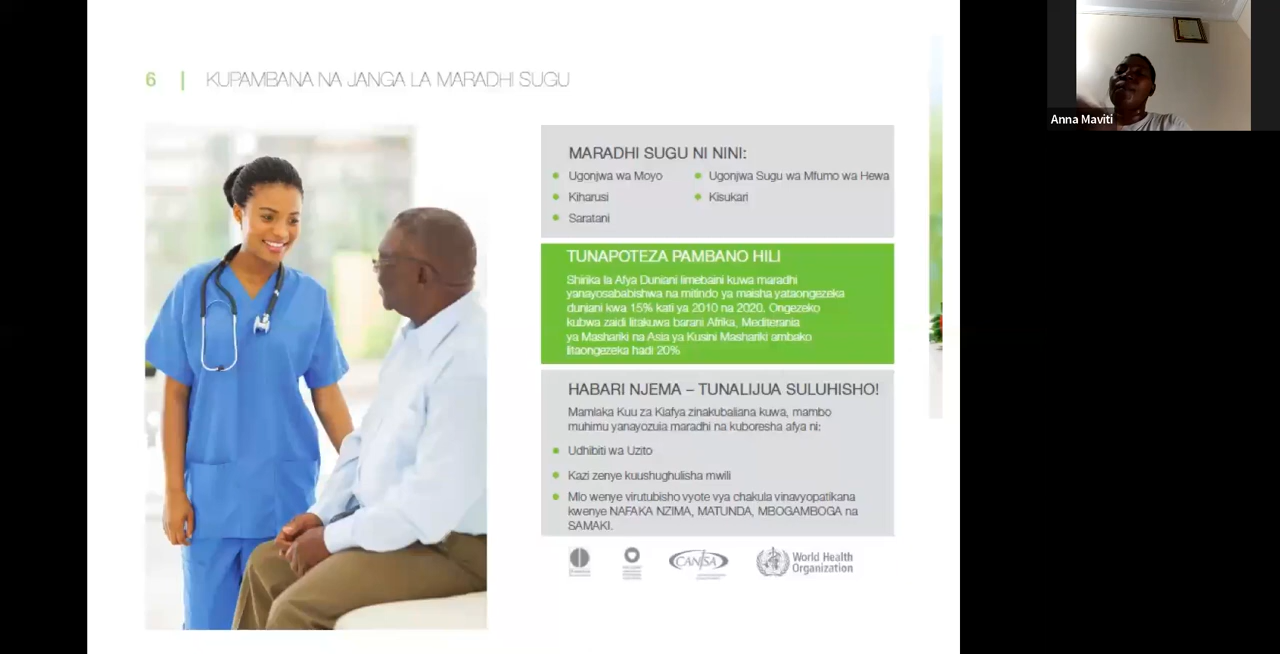 6 | KUPAMBANA NA JANGA LA MARADHI SUGU
MARADHI SUGU NI NINI:
Ugonjwa wa Moyo
Kiharusi
Saratani
Ugonjwa Sugu wa Mfumo wa Hewa
Kisukari
TUNAPOTEZA PAMBANO HILI
Shirika la Afya Duniani limebaini kuwa maradhi
yanayosababishwa na mitindo ya maisha yataongezeka
duniani kwa 15% kati ya 2010 na 2020. Ongezeko
kubwa zaidi litakuwa barani Afrika, Mediterania
ya Mashariki na Asia ya Kusini Mashariki ambako
litaongezeka hadi 20%
HABARI NJEMA – TUNALIJUA SULUHISHO!
Mamlaka Kuu za Kiafya zinakubaliana kuwa, mambo
muhimu yanayozuia maradhi na kuboresha afya ni:
Udhibiti wa Uzito
Kazi zenye kuushughulisha mwili
Mlo wenye virutubisho vyote vya chakula vinavyopatikana
kwenye NAFAKA NZIMA, MATUNDA, MBOGAMBOGA na
SAMAKI.
CANSA
World Health
Organization
Anna Maviti